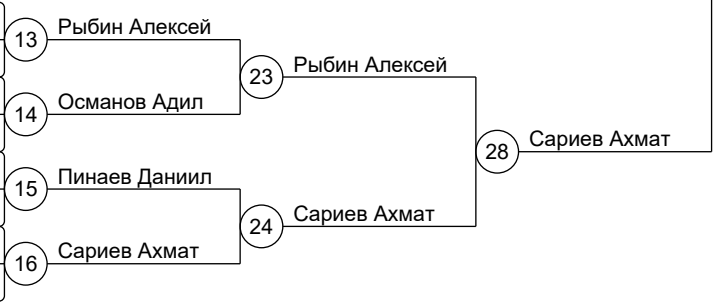 13 Рыбин Алексей
23 Рыбин Алексей
14 Османов Адил
28 Сариев Ахмат
15 Пинаев Даниил
24 Сариев Ахмат
16 Сариев Ахмат